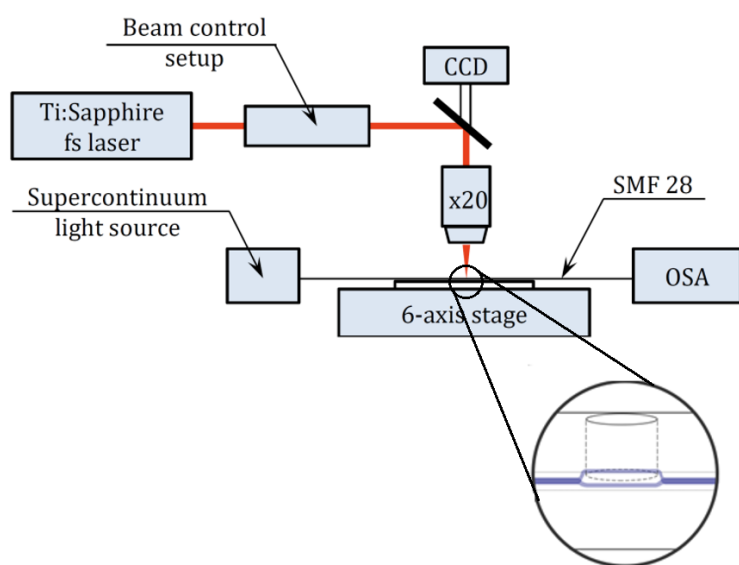 Beam control
setup
CCD
Ti:Sapphire
fs laser
x20
SMF 28
Supercontinuum
light source
OSA
6-axis stage